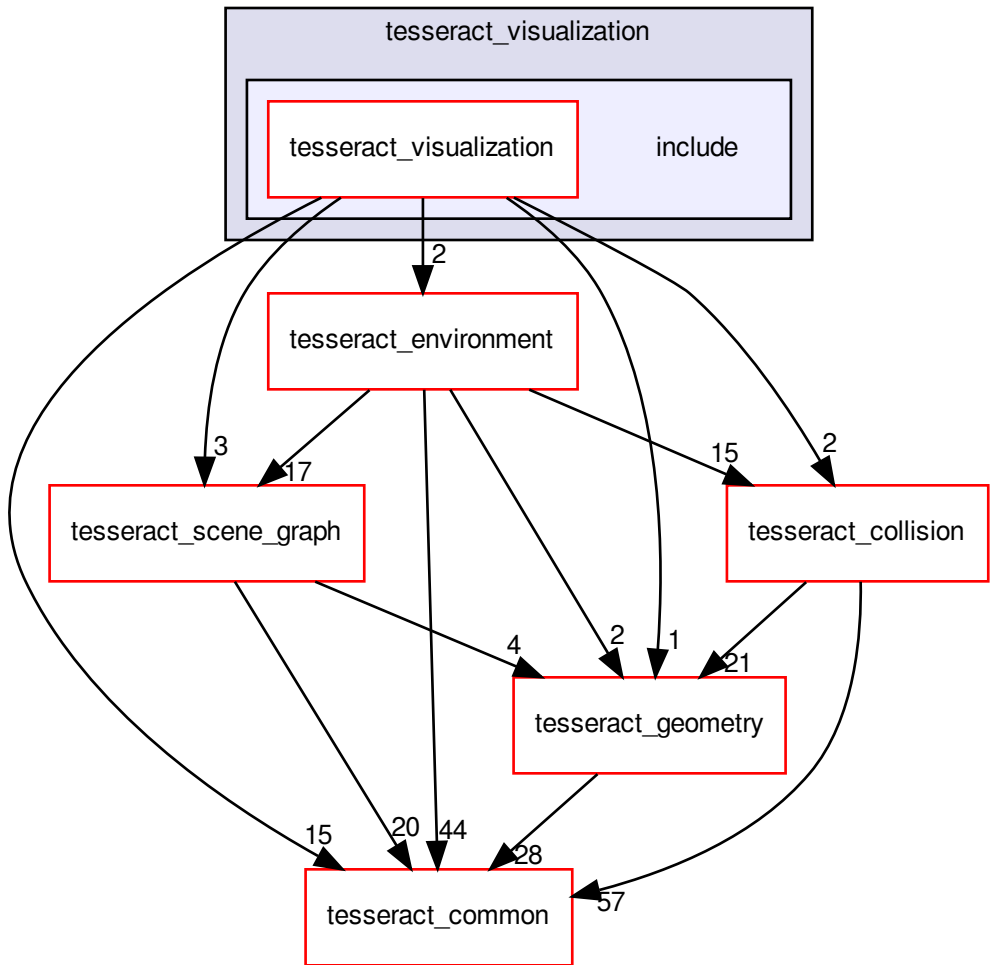 tesseract_visualization
tesseract_visualization
include
2
tesseract_environment
3
17
15
2
tesseract_scene_graph
tesseract_collision
4
2
1
21
tesseract_geometry
15
20
44
28
57
tesseract_common